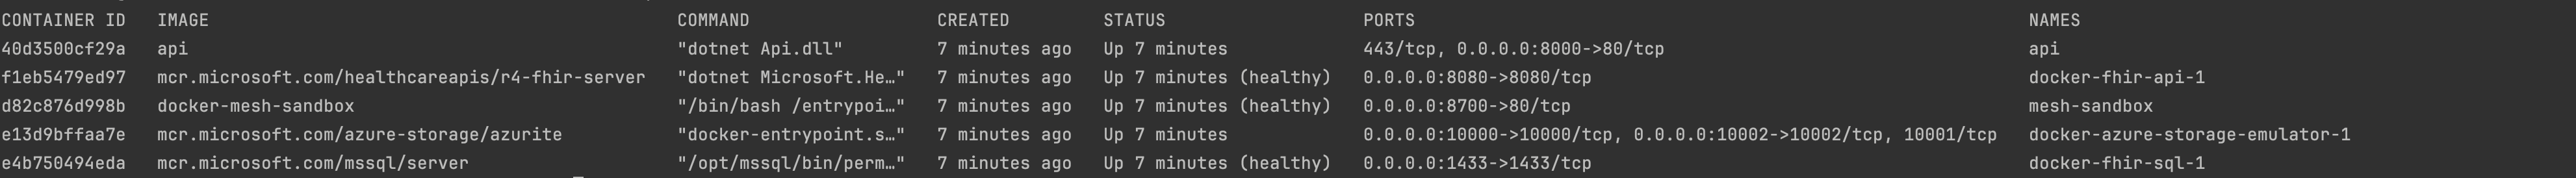 CONTAINER ID   IMAGE                                          COMMAND                  CREATED         STATUS                   PORTS                                                           NAMES
40d3500cf29a   api                                            "dotnet Api.dll"         7 minutes ago   Up 7 minutes             443/tcp, 0.0.0.0:8000->80/tcp                                   api
f1eb5479ed97   mcr.microsoft.com/healthcareapis/r4-fhir-server   "dotnet Microsoft.He…"   7 minutes ago   Up 7 minutes (healthy)   0.0.0.0:8080->8080/tcp                                          docker-fhir-api-1
d82c876d998b   docker-mesh-sandbox                            "/bin/bash /entrypoi…"   7 minutes ago   Up 7 minutes (healthy)   0.0.0.0:8700->80/tcp                                            mesh-sandbox
e13d9bffaa7e   mcr.microsoft.com/azure-storage/azurite        "docker-entrypoint.s…"   7 minutes ago   Up 7 minutes             0.0.0.0:10000->10000/tcp, 0.0.0.0:10002->10002/tcp, 10001/tcp   docker-azure-storage-emulator-1
e4b750494eda   mcr.microsoft.com/mssql/server                 "/opt/mssql/bin/perm…"   7 minutes ago   Up 7 minutes (healthy)   0.0.0.0:1433->1433/tcp                                          docker-fhir-sql-1